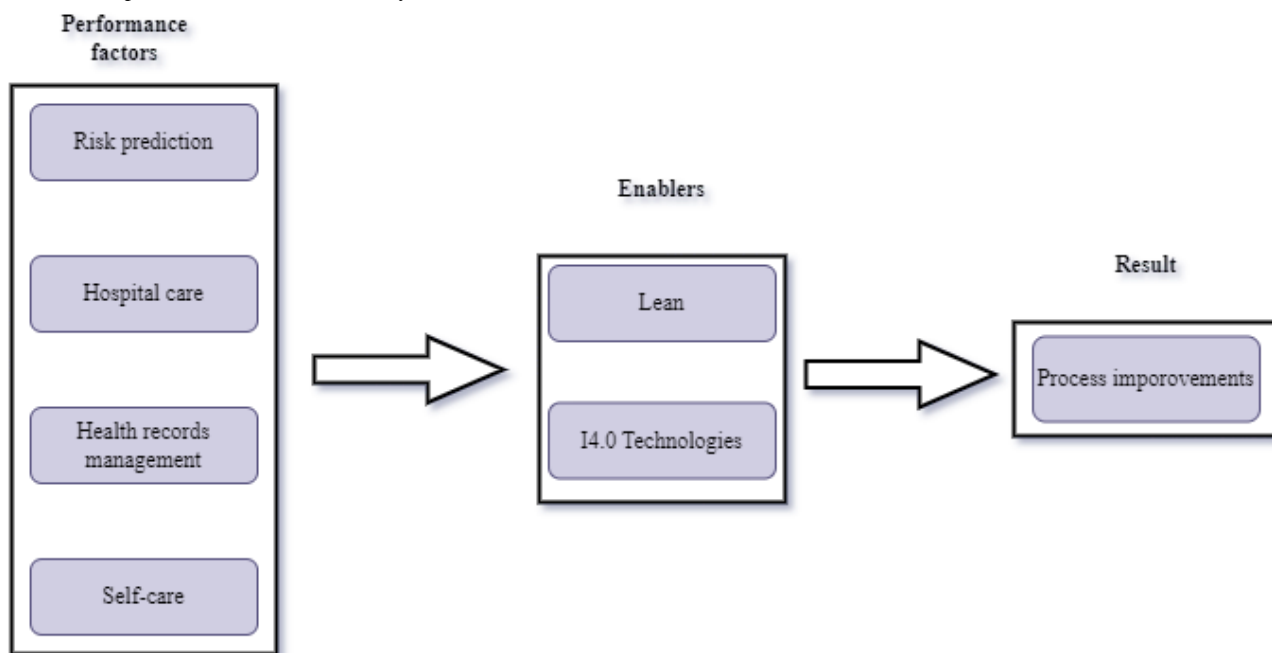 Performance
factors
Risk prediction
Hospital care
Health records
management
Self-care
Enablers
Lean
I4.0 Technologies
Result
Process imporovements